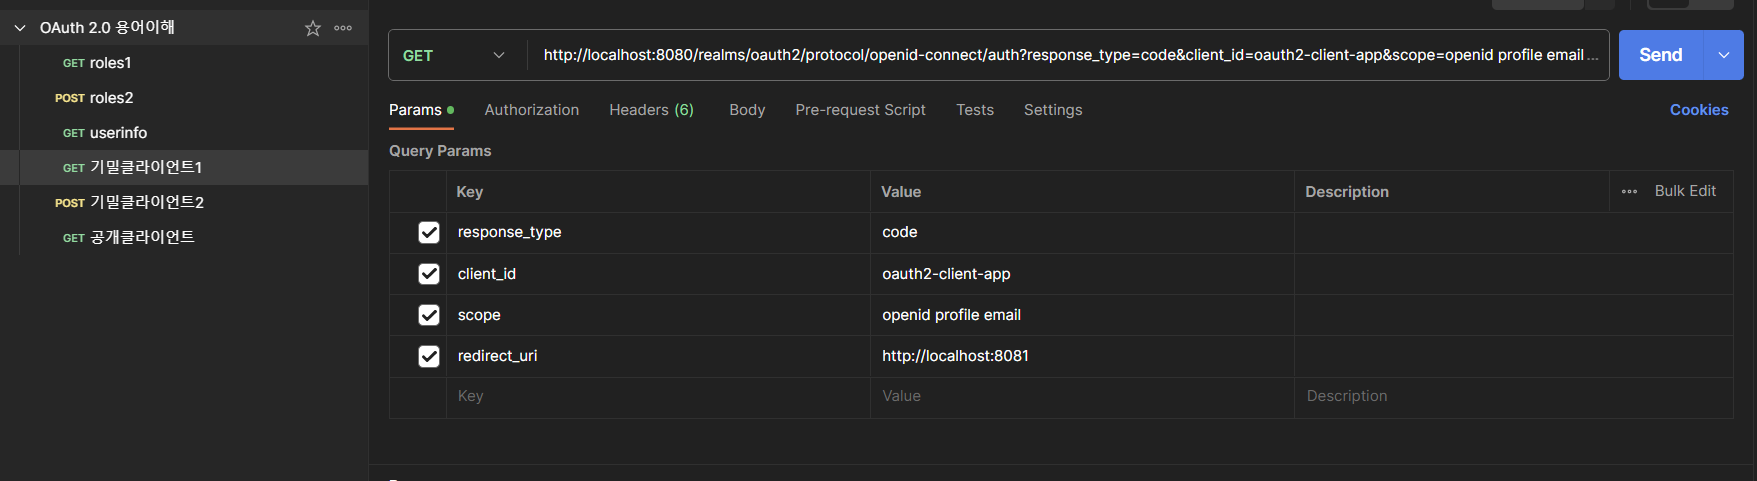 OAuth 2.0 용어이해
GET roles1
POST roles2
GET userinfo
GET 기밀클라이언트1
POST 기밀클라이언트2
GET 공개클라이언트
GET http://localhost:8080/realms/oauth2/protocol/openid-connect/auth?response_type=code&client_id=oauth2-client-app&scope=openid profile email ... Send
Params Authorization Headers (6) Body Pre-request Script Tests Settings Cookies
Query Params
Key Value Description ... Bulk Edit
response_type code
client_id oauth2-client-app
scope openid profile email
redirect_uri http://localhost:8081
Key Value Description